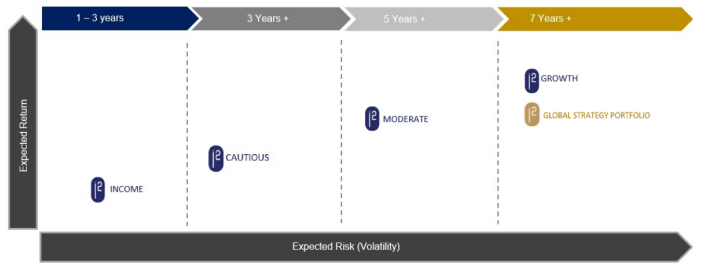 1 – 3 years
3 Years +
5 Years +
7 Years +
Expected Return
GROWTH
GLOBAL STRATEGY PORTFOLIO
MODERATE
CAUTIOUS
INCOME
Expected Risk (Volatility)